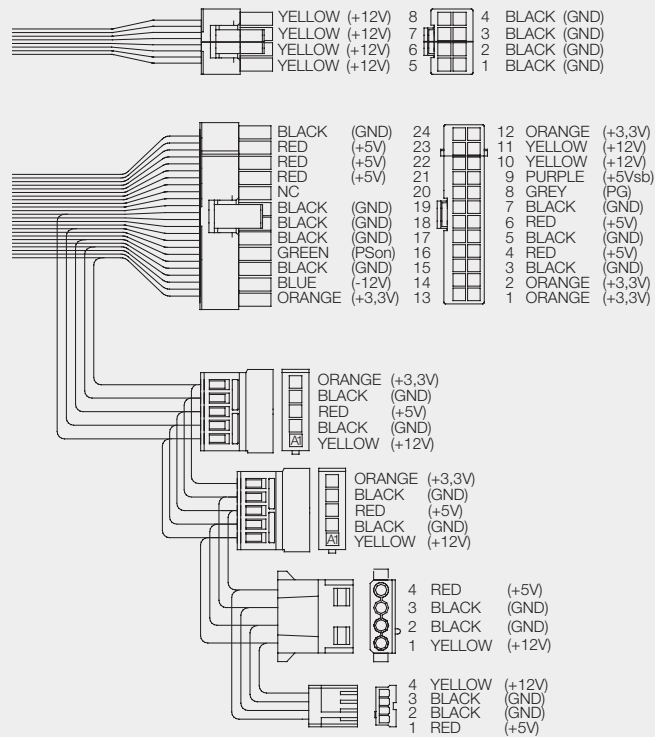 YELLOW (+12V) 8 4 BLACK (GND)
YELLOW (+12V) 7 3 BLACK (GND)
YELLOW (+12V) 6 2 BLACK (GND)
YELLOW (+12V) 5 1 BLACK (GND)
BLACK (GND) 24 12 ORANGE (+3,3V)
RED (+5V) 23 11 YELLOW (+12V)
RED (+5V) 22 10 YELLOW (+12V)
RED (+5V) 21 9 PURPLE (+5Vsb)
NC 20 8 GREY (PG)
BLACK (GND) 19 7 BLACK (GND)
BLACK (GND) 18 6 RED (+5V)
BLACK (GND) 17 5 BLACK (GND)
GREEN (PSon) 16 4 RED (+5V)
BLACK (GND) 15 3 BLACK (GND)
BLUE (-12V) 14 2 ORANGE (+3,3V)
ORANGE (+3,3V) 13 1 ORANGE (+3,3V)
ORANGE (+3,3V)
BLACK (GND)
RED (+5V)
BLACK (GND)
A1 YELLOW (+12V)
ORANGE (+3,3V)
BLACK (GND)
RED (+5V)
BLACK (GND)
A1 YELLOW (+12V)
4 RED (+5V)
3 BLACK (GND)
2 BLACK (GND)
1 YELLOW (+12V)
4 YELLOW (+12V)
3 BLACK (GND)
2 BLACK (GND)
1 RED (+5V)